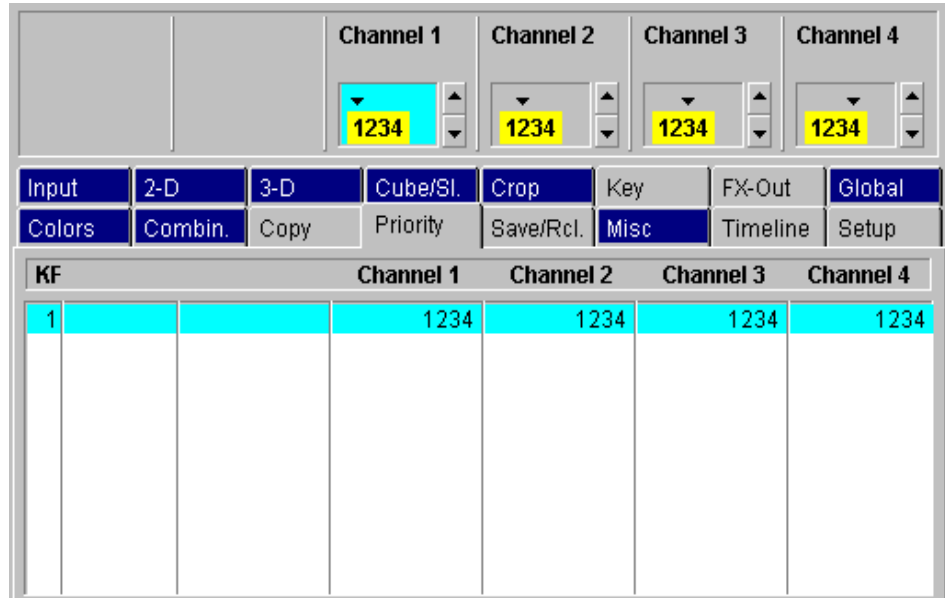 Channel 1 Channel 2 Channel 3 Channel 4
1234 1234 1234 1234
Input 2-D 3-D Cube/Sl. Crop Key FX-Out Global
Colors Combin. Copy Priority Save/Rcl. Misc Timeline Setup
KF Channel 1 Channel 2 Channel 3 Channel 4
1 1234 1234 1234 1234